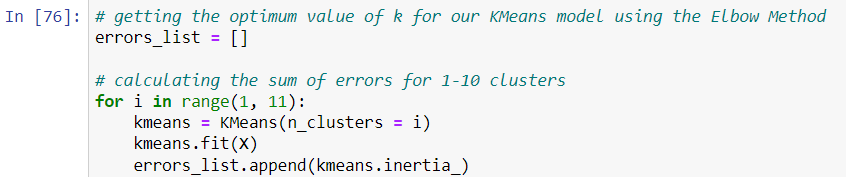 In [76]: # getting the optimum value of k for our KMeans model using the Elbow Method
errors_list = []
# calculating the sum of errors for 1-10 clusters
for i in range(1, 11):
    kmeans = KMeans(n_clusters = i)
    kmeans.fit(X)
    errors_list.append(kmeans.inertia_)